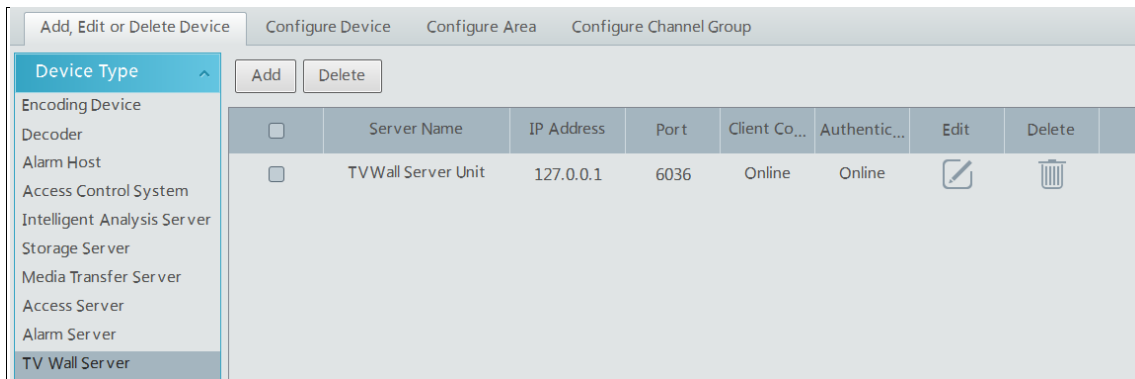 Add, Edit or Delete Device Configure Device Configure Area Configure Channel Group
Device Type Add Delete
Encoding Device
Decoder
Alarm Host
Access Control System
Intelligent Analysis Server
Storage Server
Media Transfer Server
Access Server
Alarm Server
TV Wall Server
Server Name IP Address Port Client Co... Authentic... Edit Delete
TVWall Server Unit 127.0.0.1 6036 Online Online